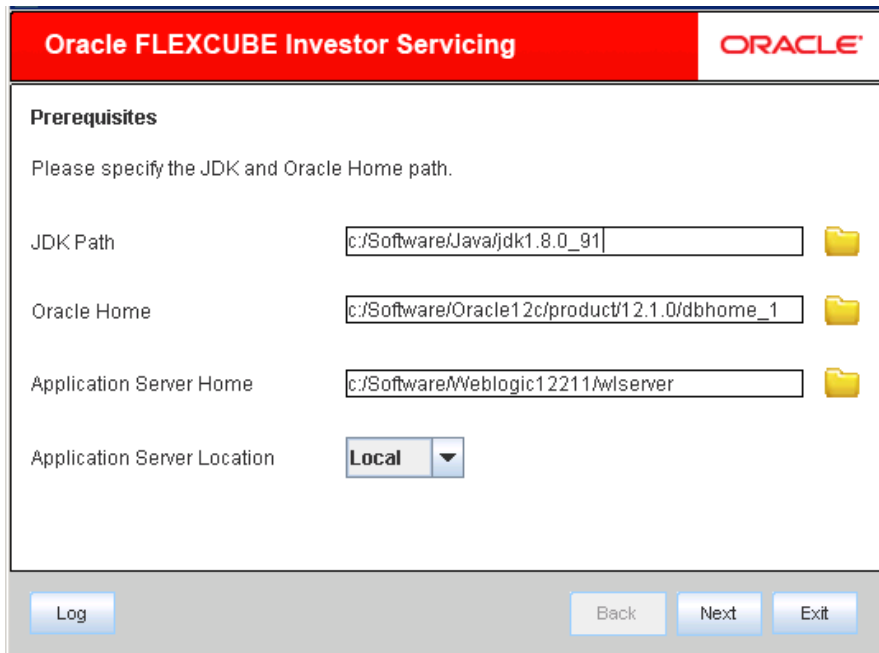 Oracle FLEXCUBE Investor Servicing ORACLE'
Prerequisites
Please specify the JDK and Oracle Home path.
JDK Path c:/Software/Java/jdk1.8.0_91
Oracle Home c:/Software/Oracle12c/product/12.1.0/dbhome_1
Application Server Home c:/Software/Weblogic12211/wlserver
Application Server Location Local
Log Back Next Exit